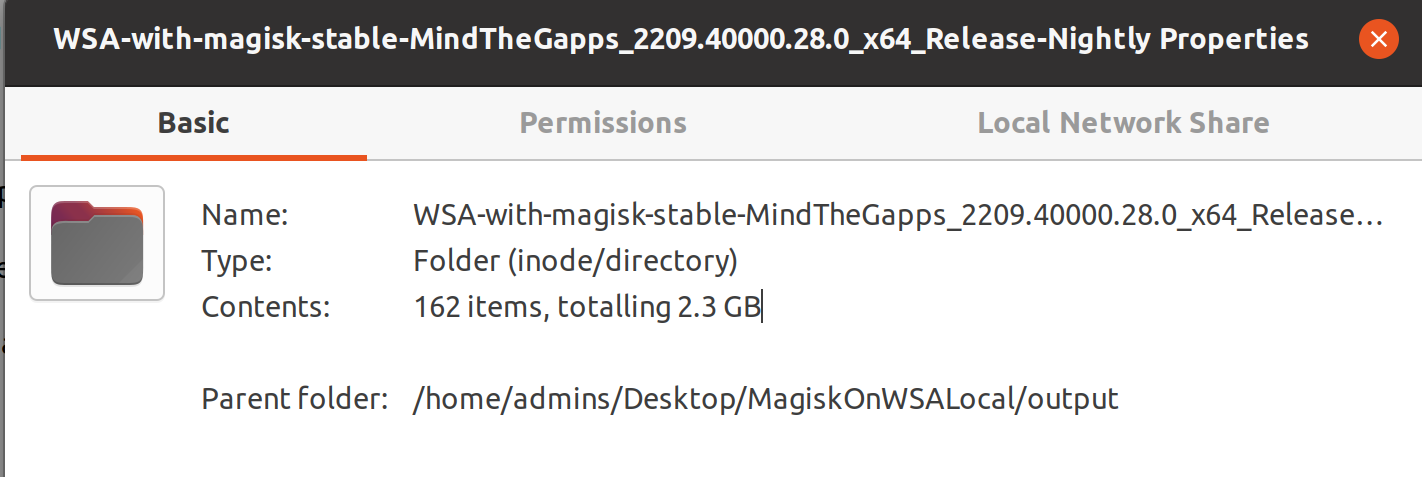 WSA-with-magisk-stable-MindTheGapps_2209.40000.28.0_x64_Release-Nightly Properties
Basic Permissions Local Network Share
Name: WSA-with-magisk-stable-MindTheGapps_2209.40000.28.0_x64_Release…
Type: Folder (inode/directory)
Contents: 162 items, totalling 2.3 GB
Parent folder: /home/admins/Desktop/MagiskOnWSALocal/output